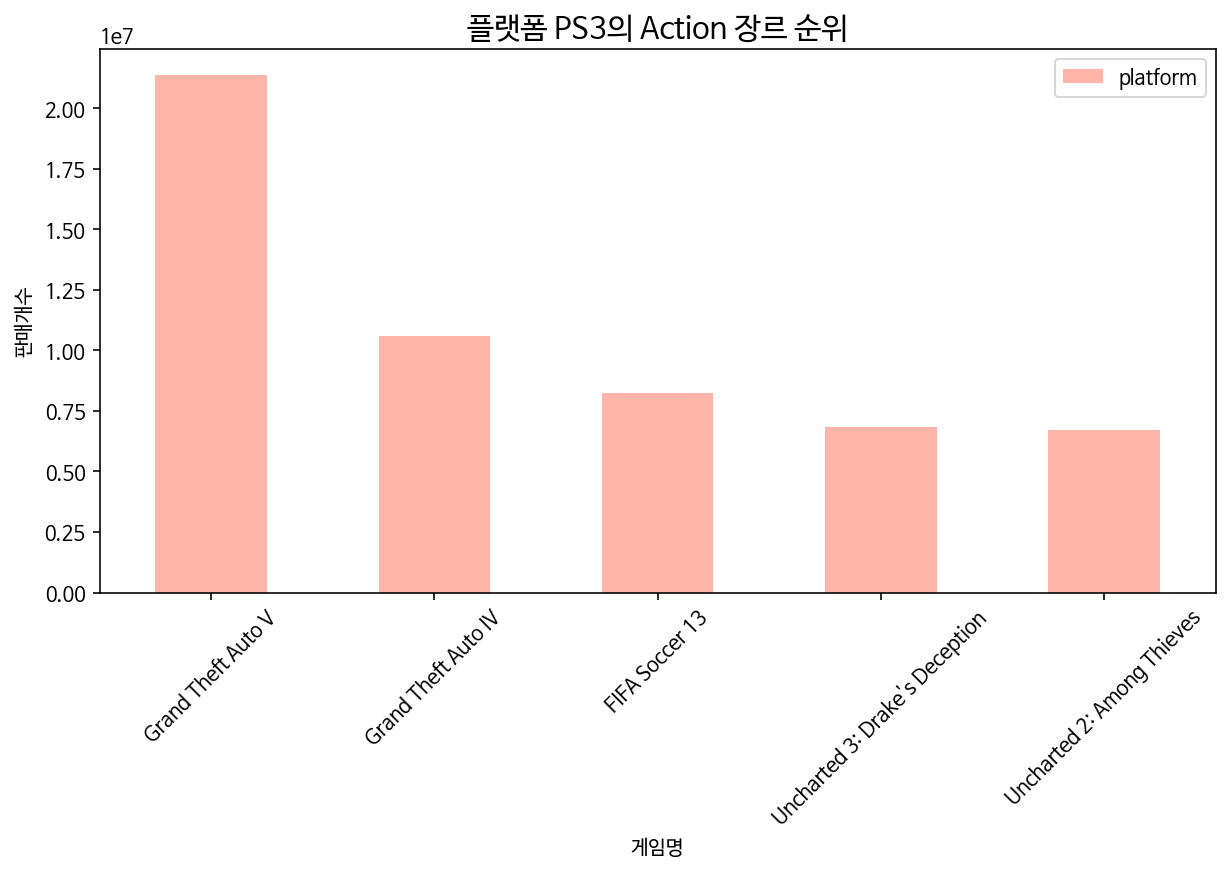 플랫폼 PS3의 Action 장르 순위
1e7
platform
2.00
1.75
1.50
1.25
1.00
0.75
0.50
0.25
0.00
판매개수
Grand Theft Auto V
Grand Theft Auto IV
FIFA Soccer 13
Uncharted 3: Drake's Deception
Uncharted 2: Among Thieves
게임명